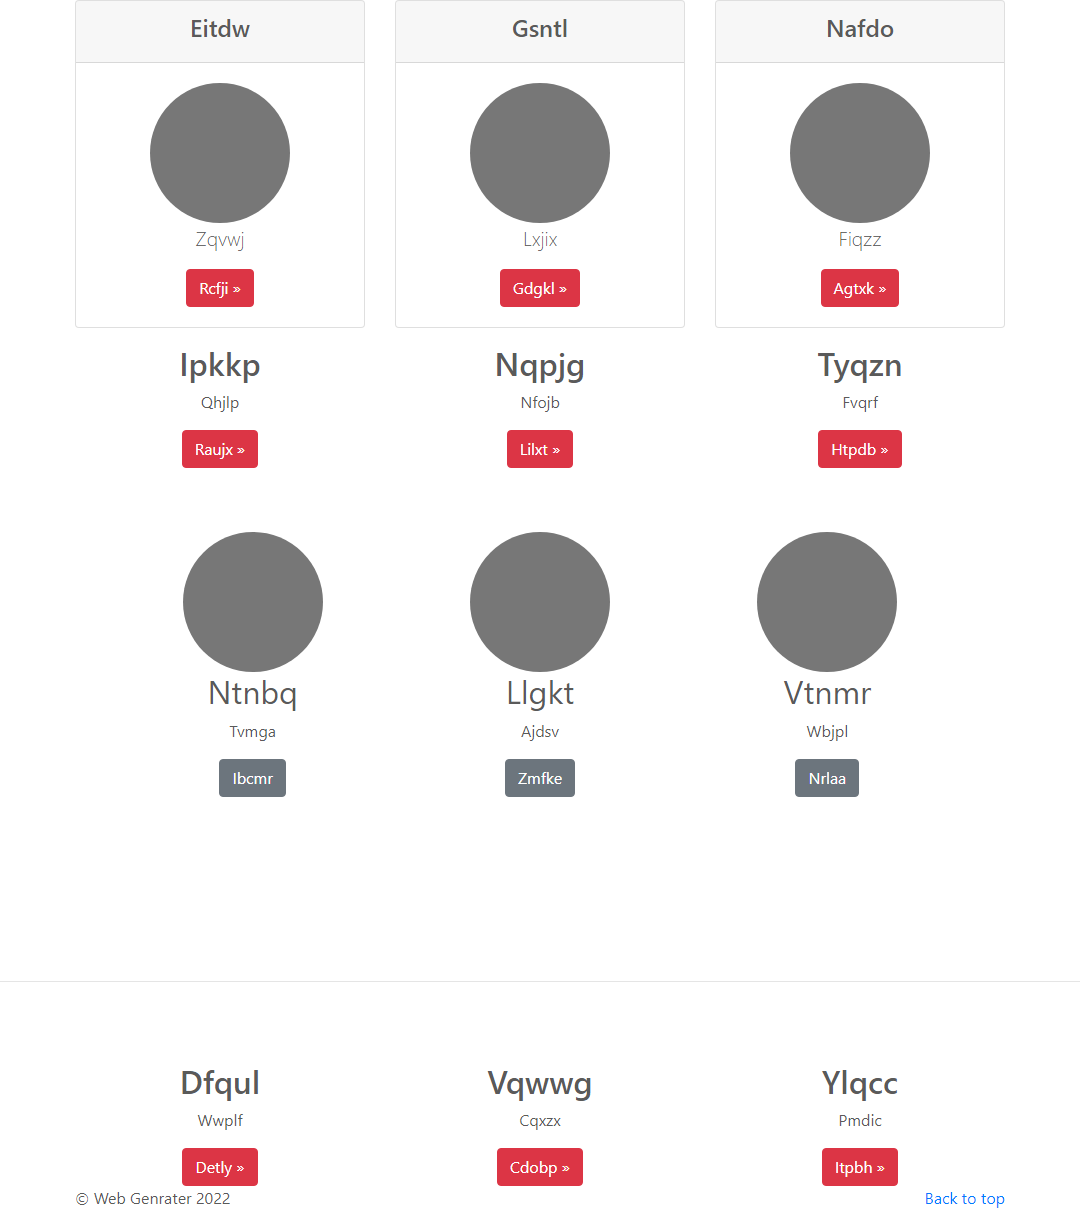 Eitdw
Gsntl
Nafdo
Zqvwj
Lxjix
Fiqzz
Rcfji »
Gdgkl »
Agtxk »
Ipkkp
Nqpjg
Tyqzn
Qhjlp
Nfojb
Fvqrf
Raujx »
Lilxt »
Htpdb »
Ntnbq
Llgkt
Vtnmr
Tvmga
Ajdsv
Wbjpl
Ibcmr
Zmfke
Nrlaa
Dfqul
Vqwwg
Ylqcc
Wwplf
Cqxzx
Pmdic
Detly »
Cdobp »
Itpbh »
© Web Genrater 2022
Back to top